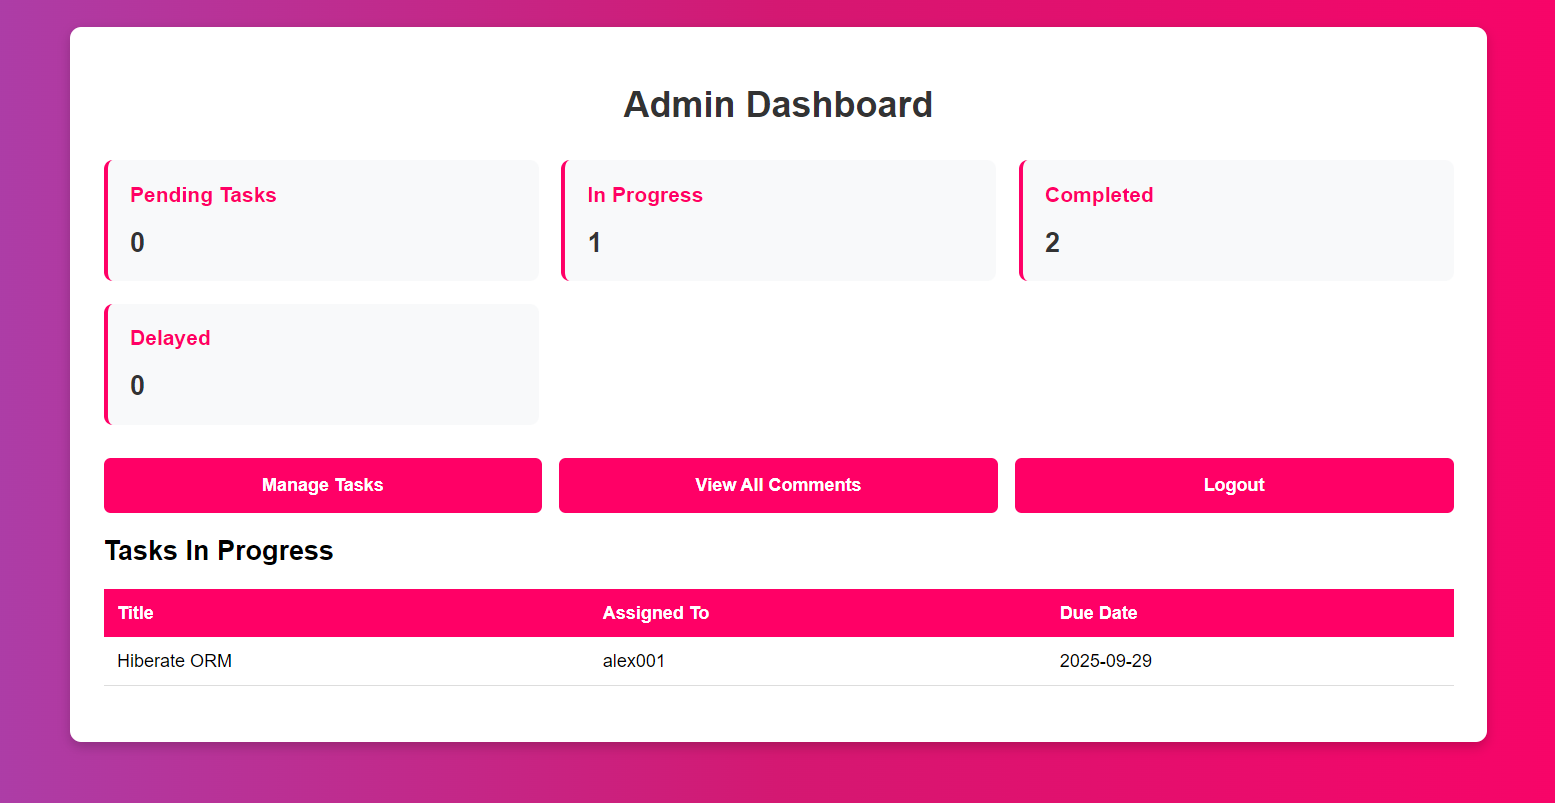 Admin Dashboard
Pending Tasks
0
In Progress
1
Completed
2
Delayed
0
Manage Tasks
View All Comments
Logout
Tasks In Progress
Title Assigned To Due Date
Hiberate ORM alex001 2025-09-29